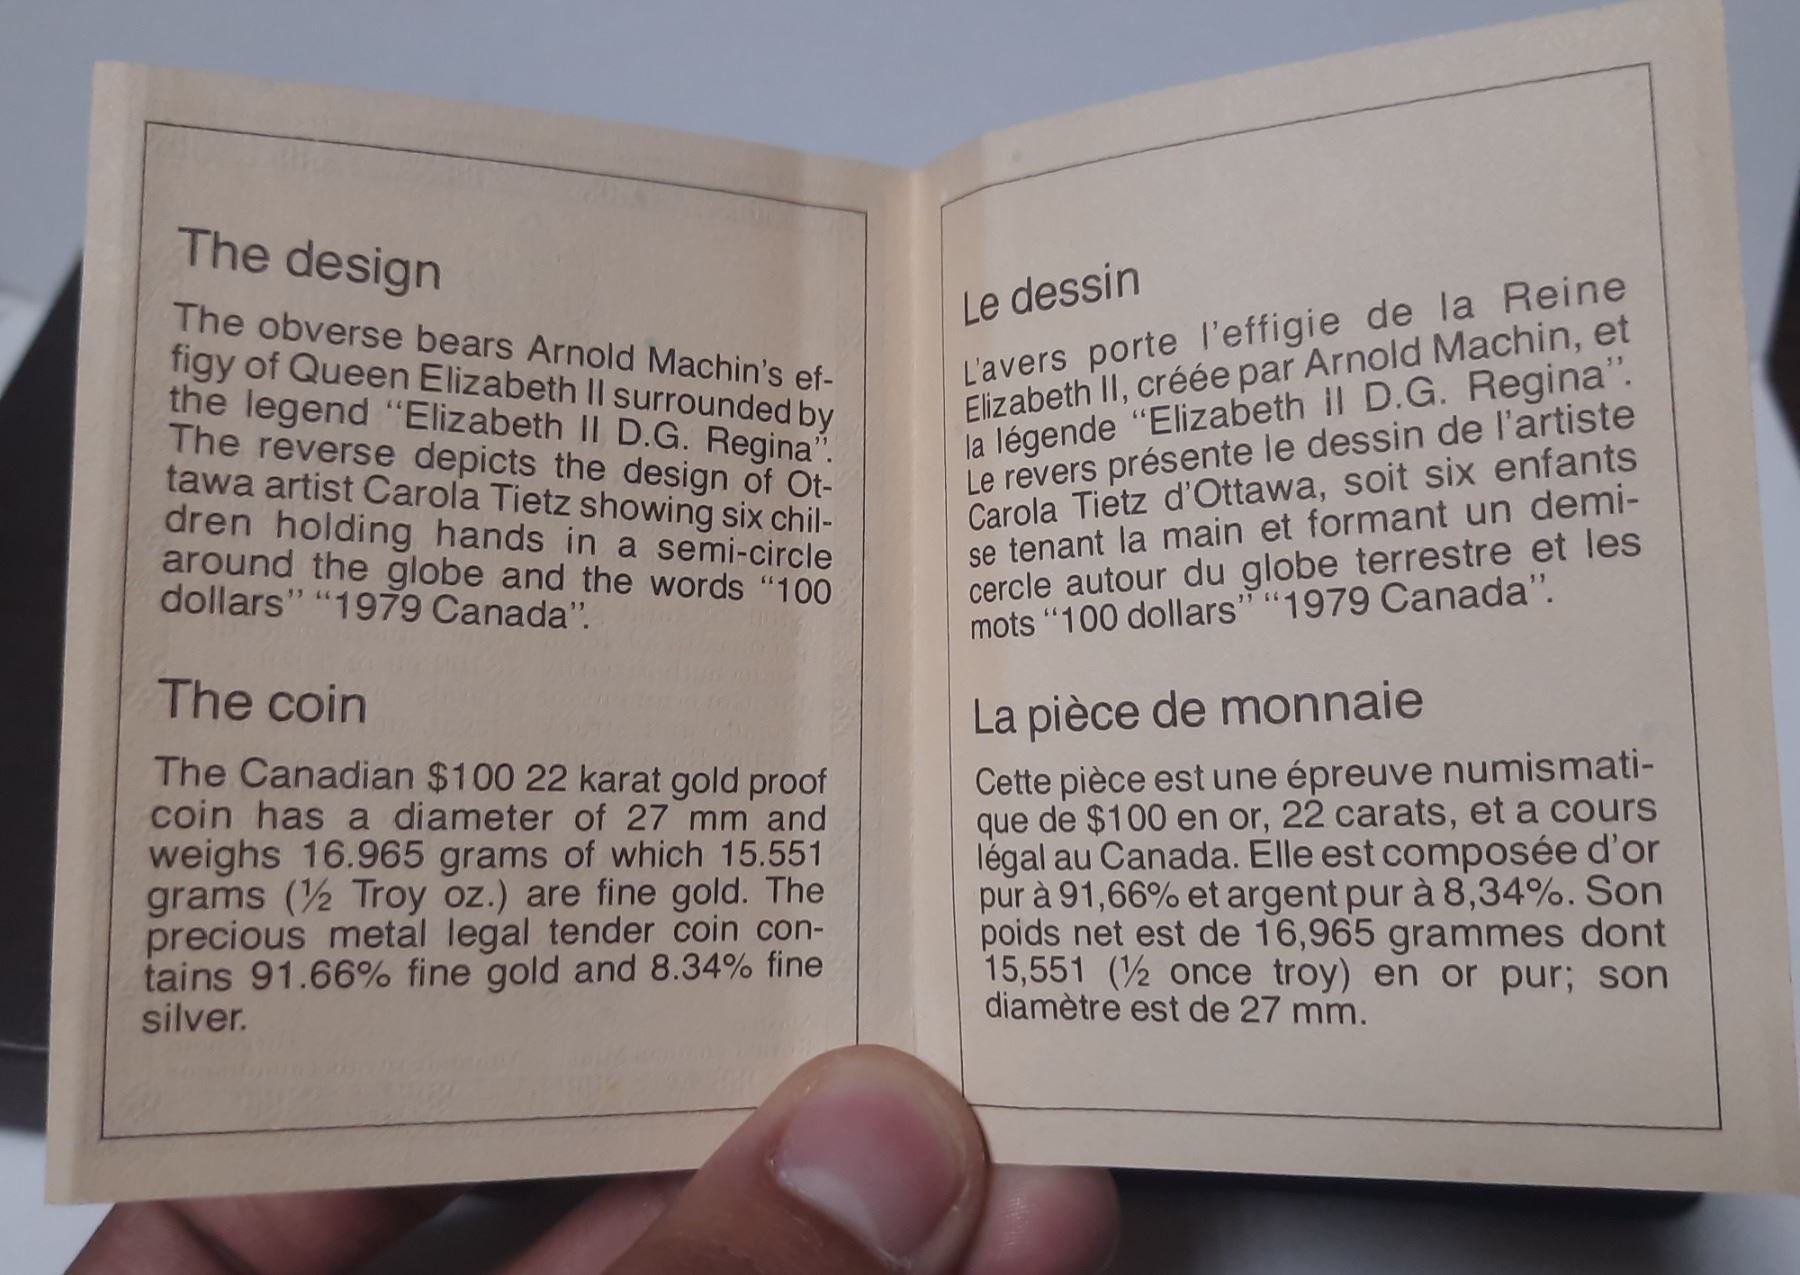 The design
The obverse bears Arnold Machin's ef-
figy of Queen Elizabeth II surrounded by
the legend “Elizabeth II D.G. Regina”.
The reverse depicts the design of Ot-
tawa artist Carola Tietz showing six chil-
dren holding hands in a semi-circle
around the globe and the words “100
dollars” “1979 Canada”.
The coin
The Canadian $100 22 karat gold proof
coin has a diameter of 27 mm and
weighs 16.965 grams of which 15.551
grams (½ Troy oz.) are fine gold. The
precious metal legal tender coin con-
tains 91.66% fine gold and 8.34% fine
silver.
Le dessin
L'avers porte l'effigie de la Reine
Elizabeth II, créée par Arnold Machin, et
la légende “Elizabeth II D.G. Regina”.
Le revers présente le dessin de l'artiste
Carola Tietz d'Ottawa, soit six enfants
se tenant la main et formant un demi-
cercle autour du globe terrestre et les
mots “100 dollars” “1979 Canada”.
La pièce de monnaie
Cette pièce est une épreuve numismati-
que de $100 en or, 22 carats, et a cours
légal au Canada. Elle est composée d'or
pur à 91,66% et argent pur à 8,34%. Son
poids net est de 16,965 grammes dont
15,551 (½ once troy) en or pur; son
diamètre est de 27 mm.